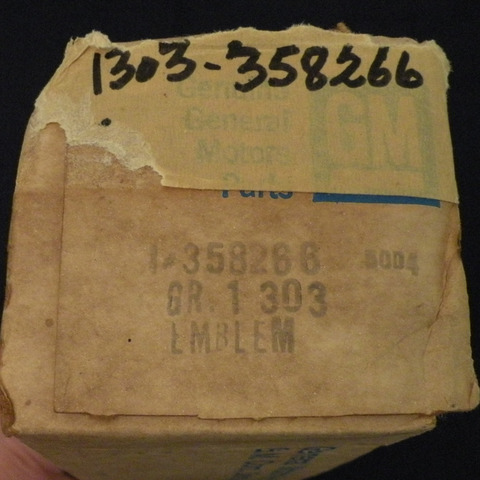 1303-358266
Genuine
General
Motors
Parts
GM
1-358266 8004
GR. 1 303
EMBLEM